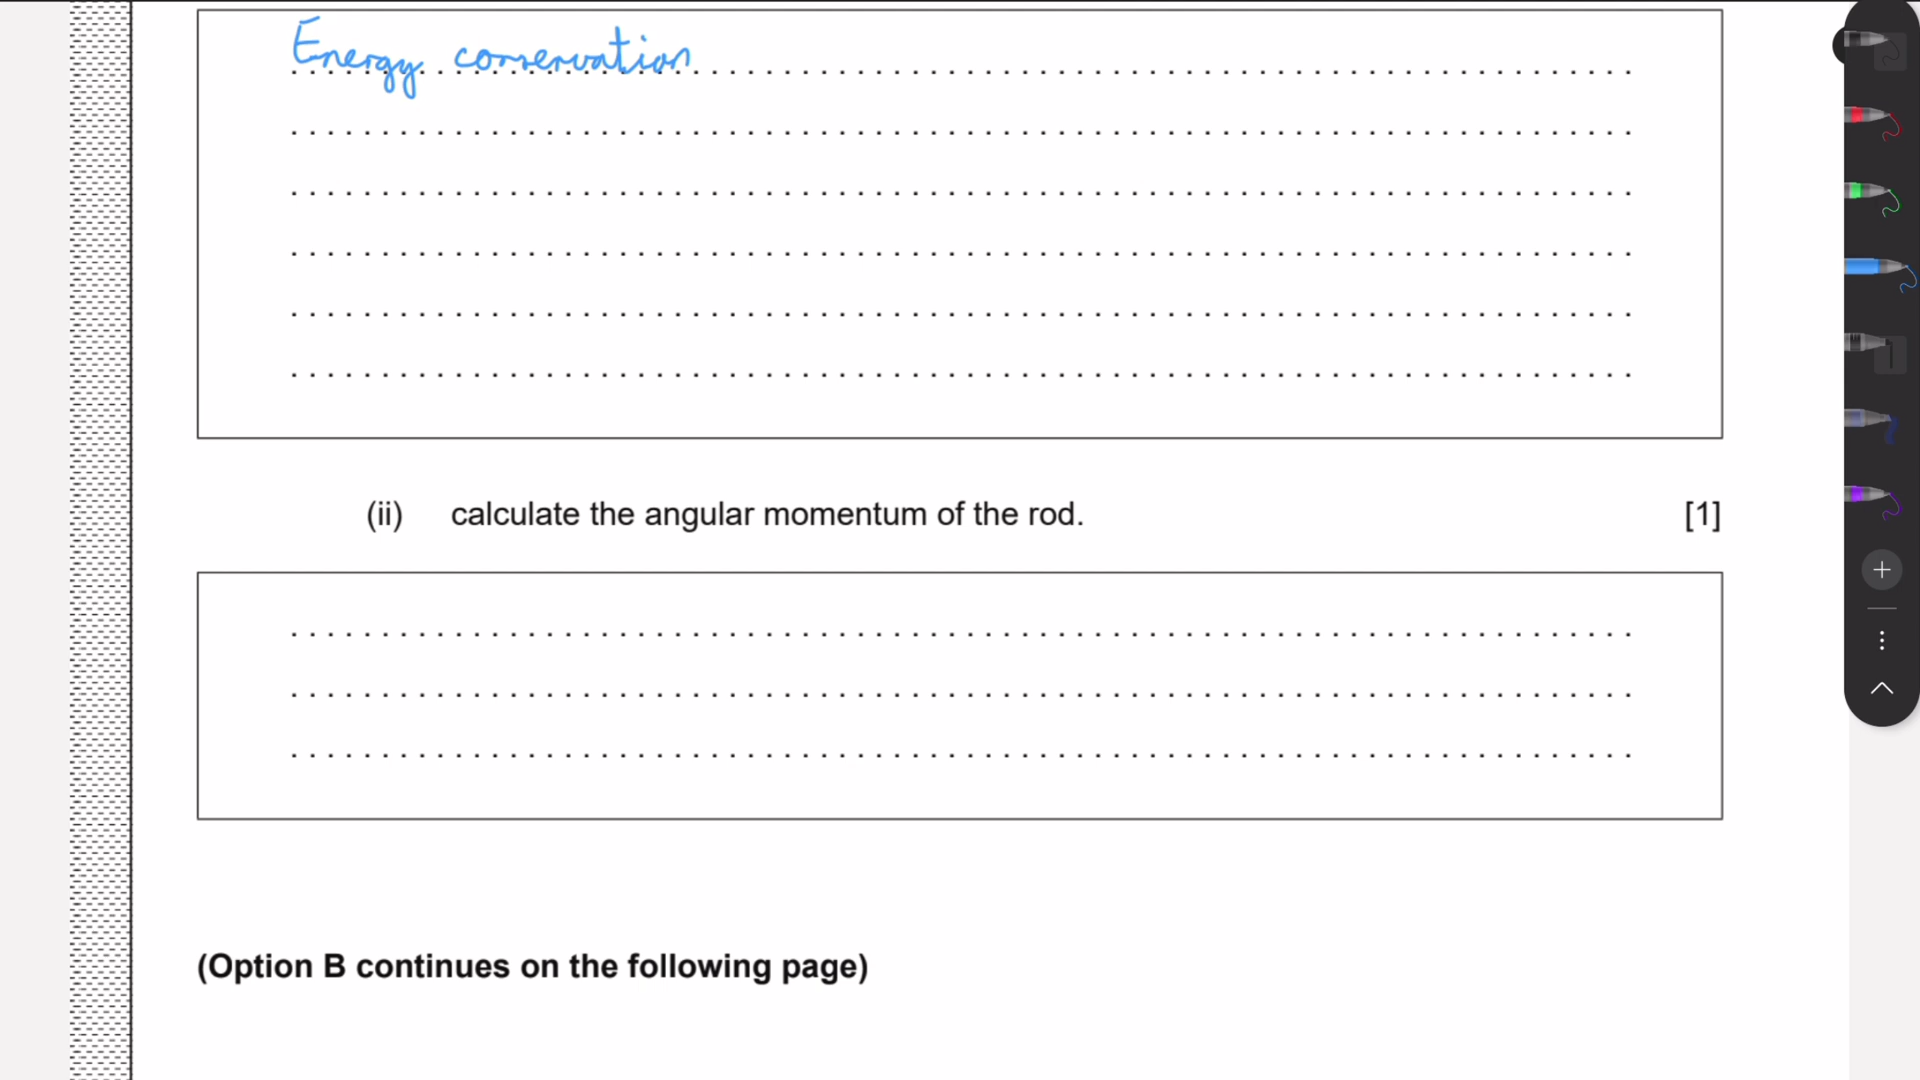 Energy conservation
(ii) calculate the angular momentum of the rod. [1]
(Option B continues on the following page)